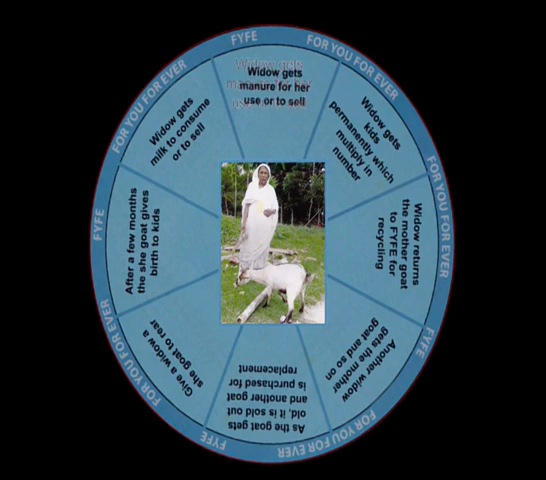 FYFE
FOR YOU FOR EVER
Widow gets
manure for her
use or to sell
Widow gets
kids
permanently which
multiply in
number
FOR YOU FOR EVER
Widow returns
the mother goat
to FYFE for
recycling
FYFE
Another widow
gets the mother
goat and so on
FOR YOU FOR EVER
As the goat gets
old, it is sold out
and another goat
is purchased for
replacement
FYFE
Give a widow a
she goat to rear
FOR YOU FOR EVER
After a few months
the she goat gives
birth to kids
FYFE
Widow gets
milk to consume
or to sell
FOR YOU FOR EVER